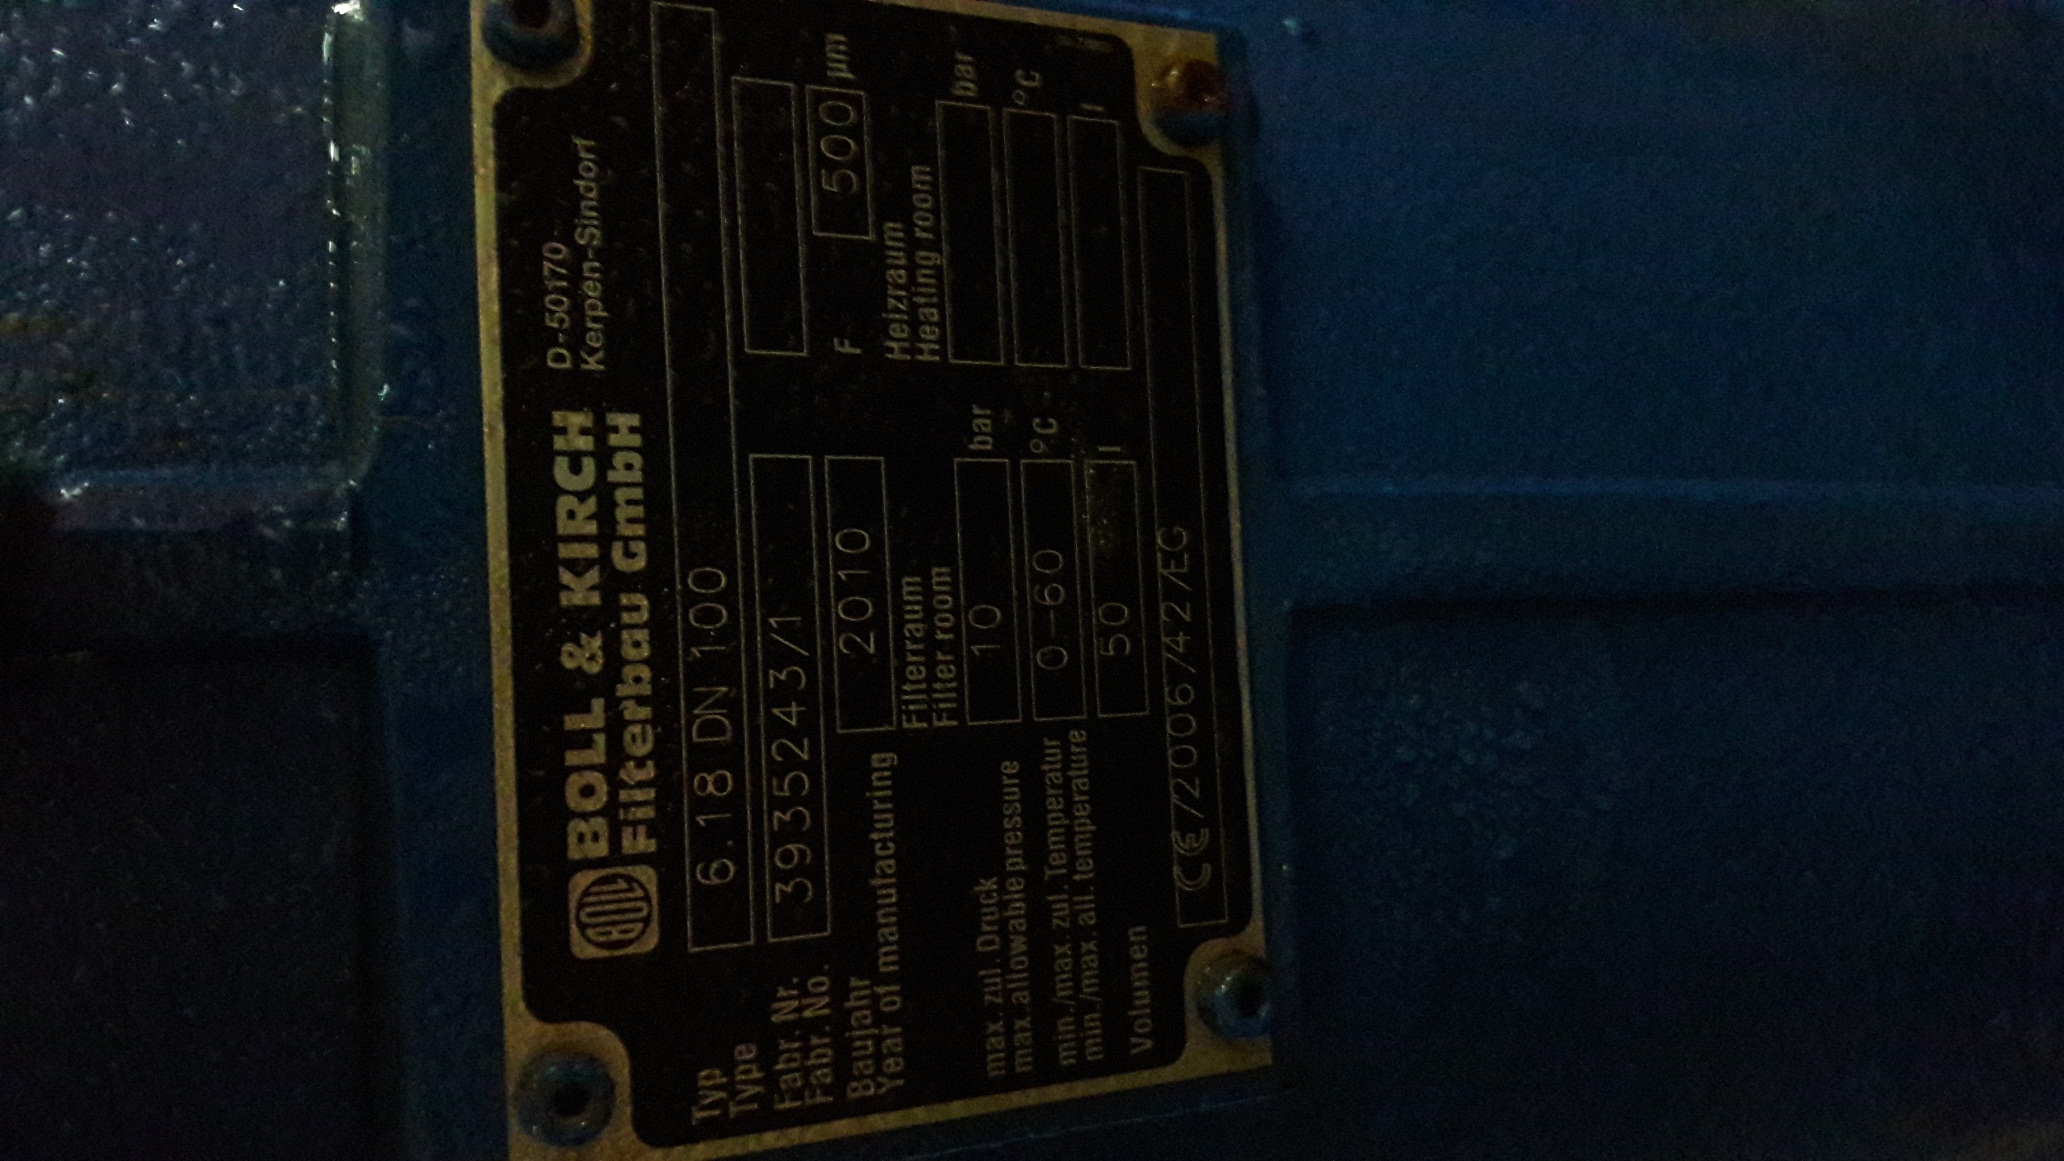 BOLL
BOLL & KIRCH
Filterbau GmbH
D-50170
Kerpen-Sindorf
Typ
Type
6.18 DN 100
Fabr. Nr.
Fabr. No.
3935243/1
Baujahr
Year of manufacturing
2010
F 500 µm
Filterraum
Filter room
Heizraum
Heating room
max. zul. Druck
max. allowable pressure
10 bar
bar
min./max. zul. Temperatur
min./max. all. temperature
0-60 °C
°C
Volumen
50 l
l
CE/2006/42/EG